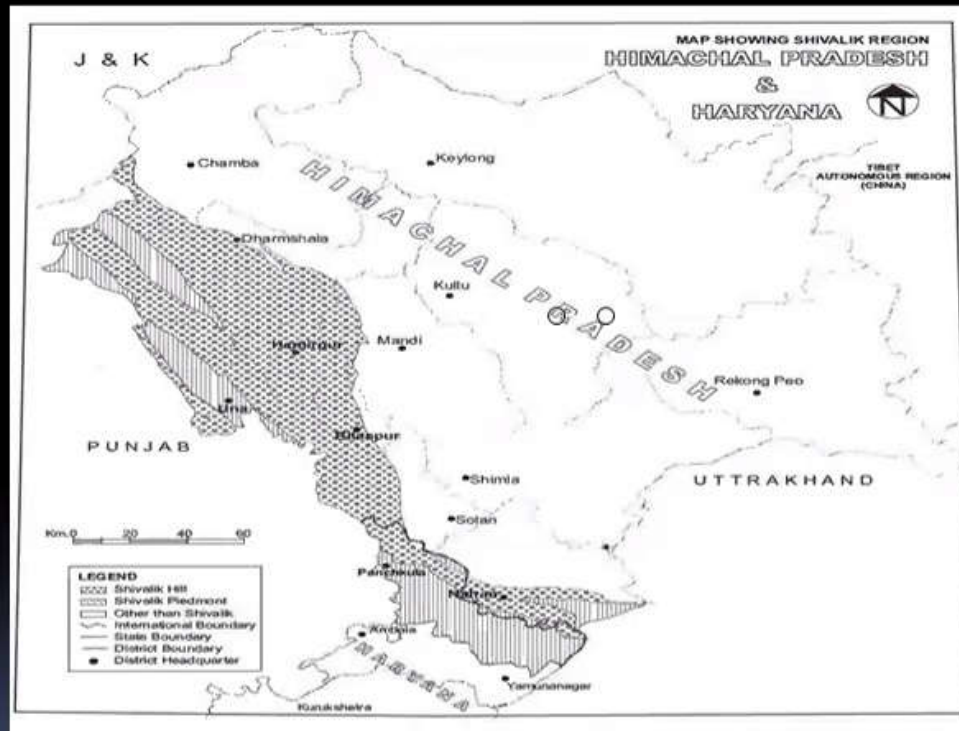 MAP SHOWING SHIVALIK REGION
HIMACHAL PRADESH
&
HARYANA
N
J & K
TIBET
AUTONOMOUS REGION
(CHINA)
Chamba
Keylong
HIMACHAL PRADESH
Dharmshala
Kullu
Mandi
Hamirpur
Rekong Peo
Una
Bilaspur
PUNJAB
Shimla
UTTRAKHAND
Solan
Km. 0 20 40 60
Panchkula
Nahan
LEGEND
Shivalik Hill
Shivalik Piedmont
Other than Shivalik
International Boundary
State Boundary
District Boundary
District Headquarter
Ambala
HARYANA
Yamunanagar
Kurukshetra